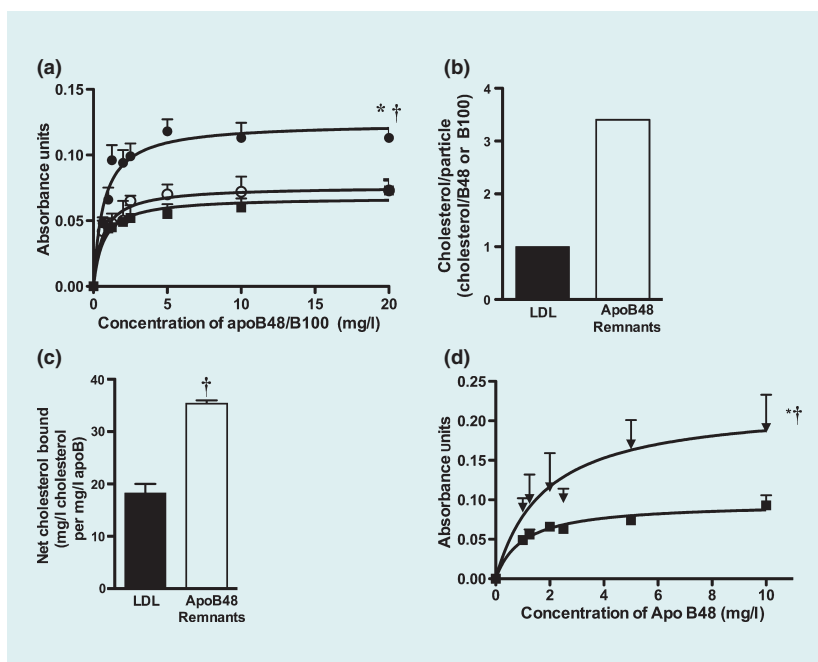 (a)
0.15
0.10
0.05
0.00
Absorbance units
* †
0 5 10 15 20
Concentration of apoB48/B100 (mg/l)
(b)
4
3
2
1
0
Cholesterol/particle
(cholesterol/B48 or B100)
LDL
ApoB48
Remnants
(c)
40
30
20
10
0
Net cholesterol bound
(mg/l cholesterol
per mg/l apoB)
†
LDL
ApoB48
Remnants
(d)
0.25
0.20
0.15
0.10
0.05
0.00
Absorbance units
*†
0 2 4 6 8 10
Concentration of Apo B48 (mg/l)